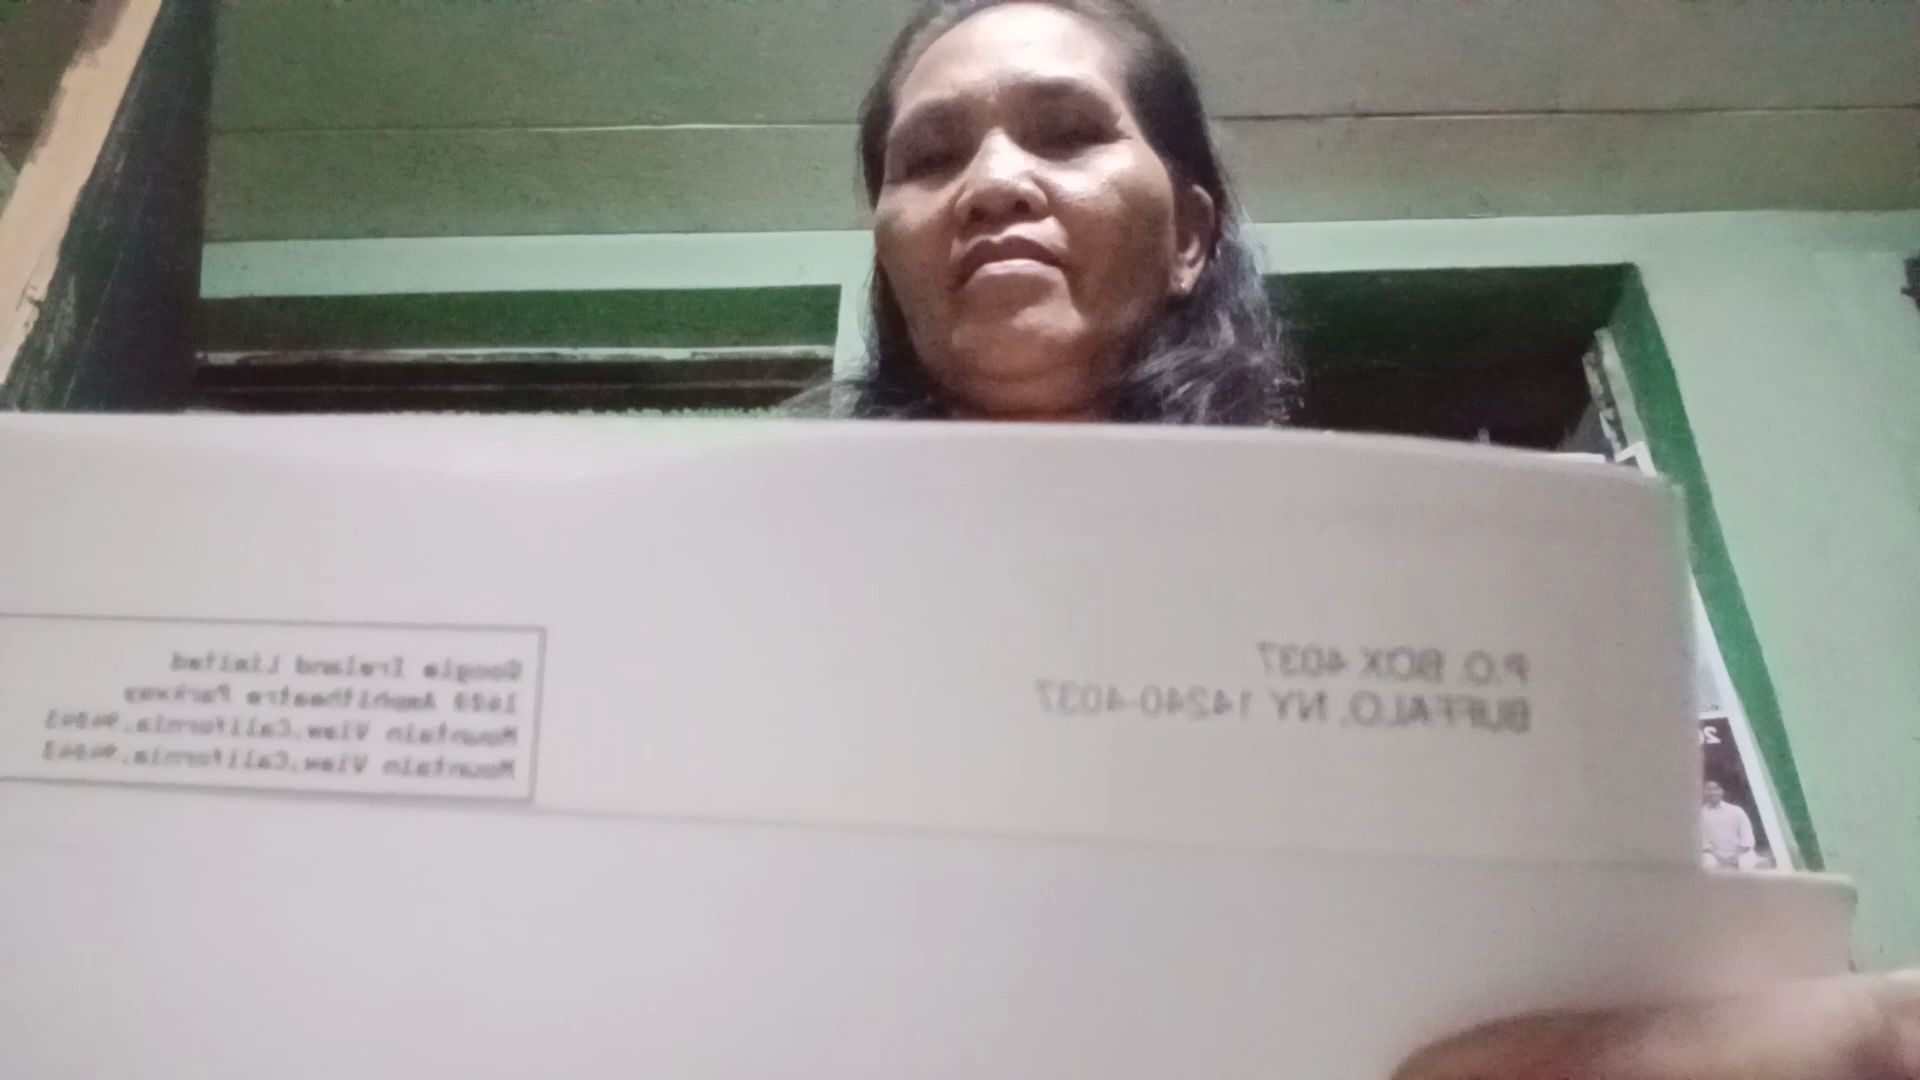 P.O. BOX 4037
BUFFALO, NY 14240-4037
Google Ireland Limited
1600 Amphitheatre Parkway
Mountain View,California,94043
Mountain View,California,94043